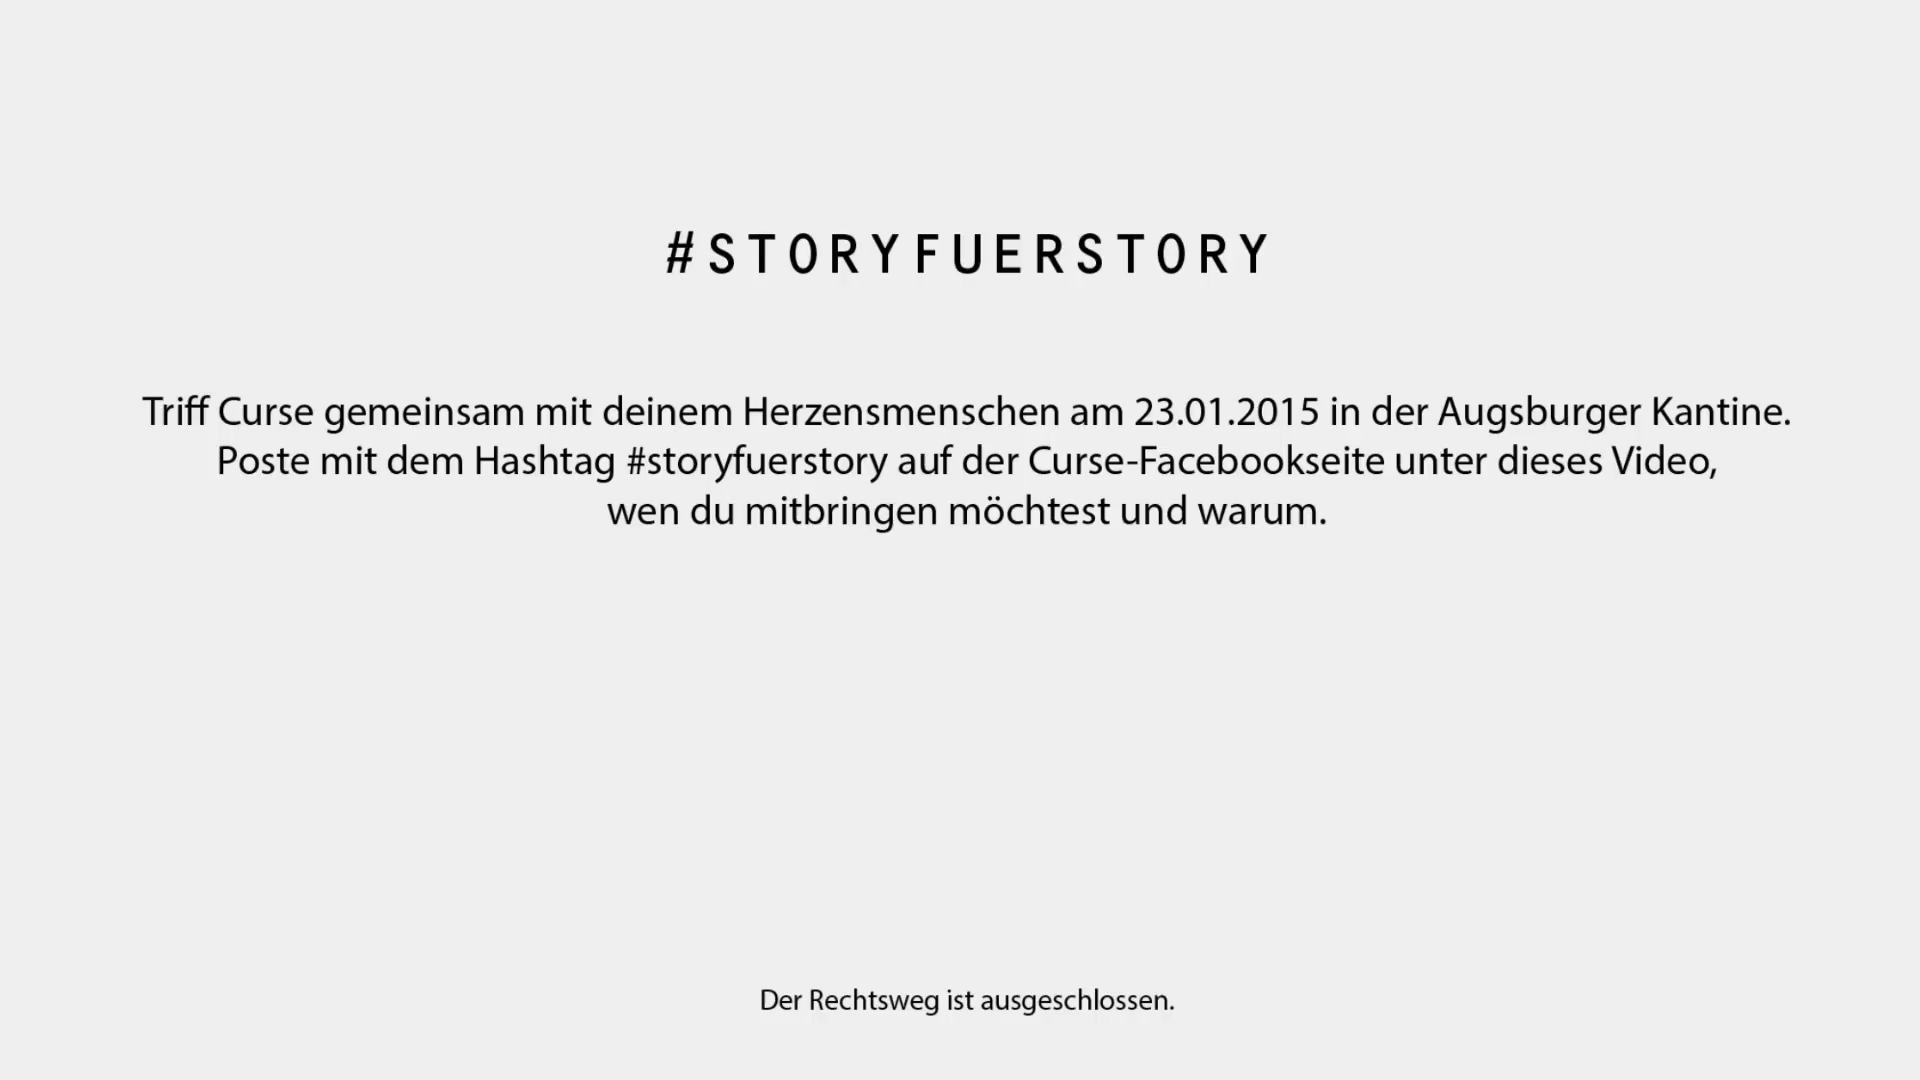 #STORYFUERSTORY
Triff Curse gemeinsam mit deinem Herzensmenschen am 23.01.2015 in der Augsburger Kantine.
Poste mit dem Hashtag #storyfuerstory auf der Curse-Facebookseite unter dieses Video,
wen du mitbringen möchtest und warum.
Der Rechtsweg ist ausgeschlossen.